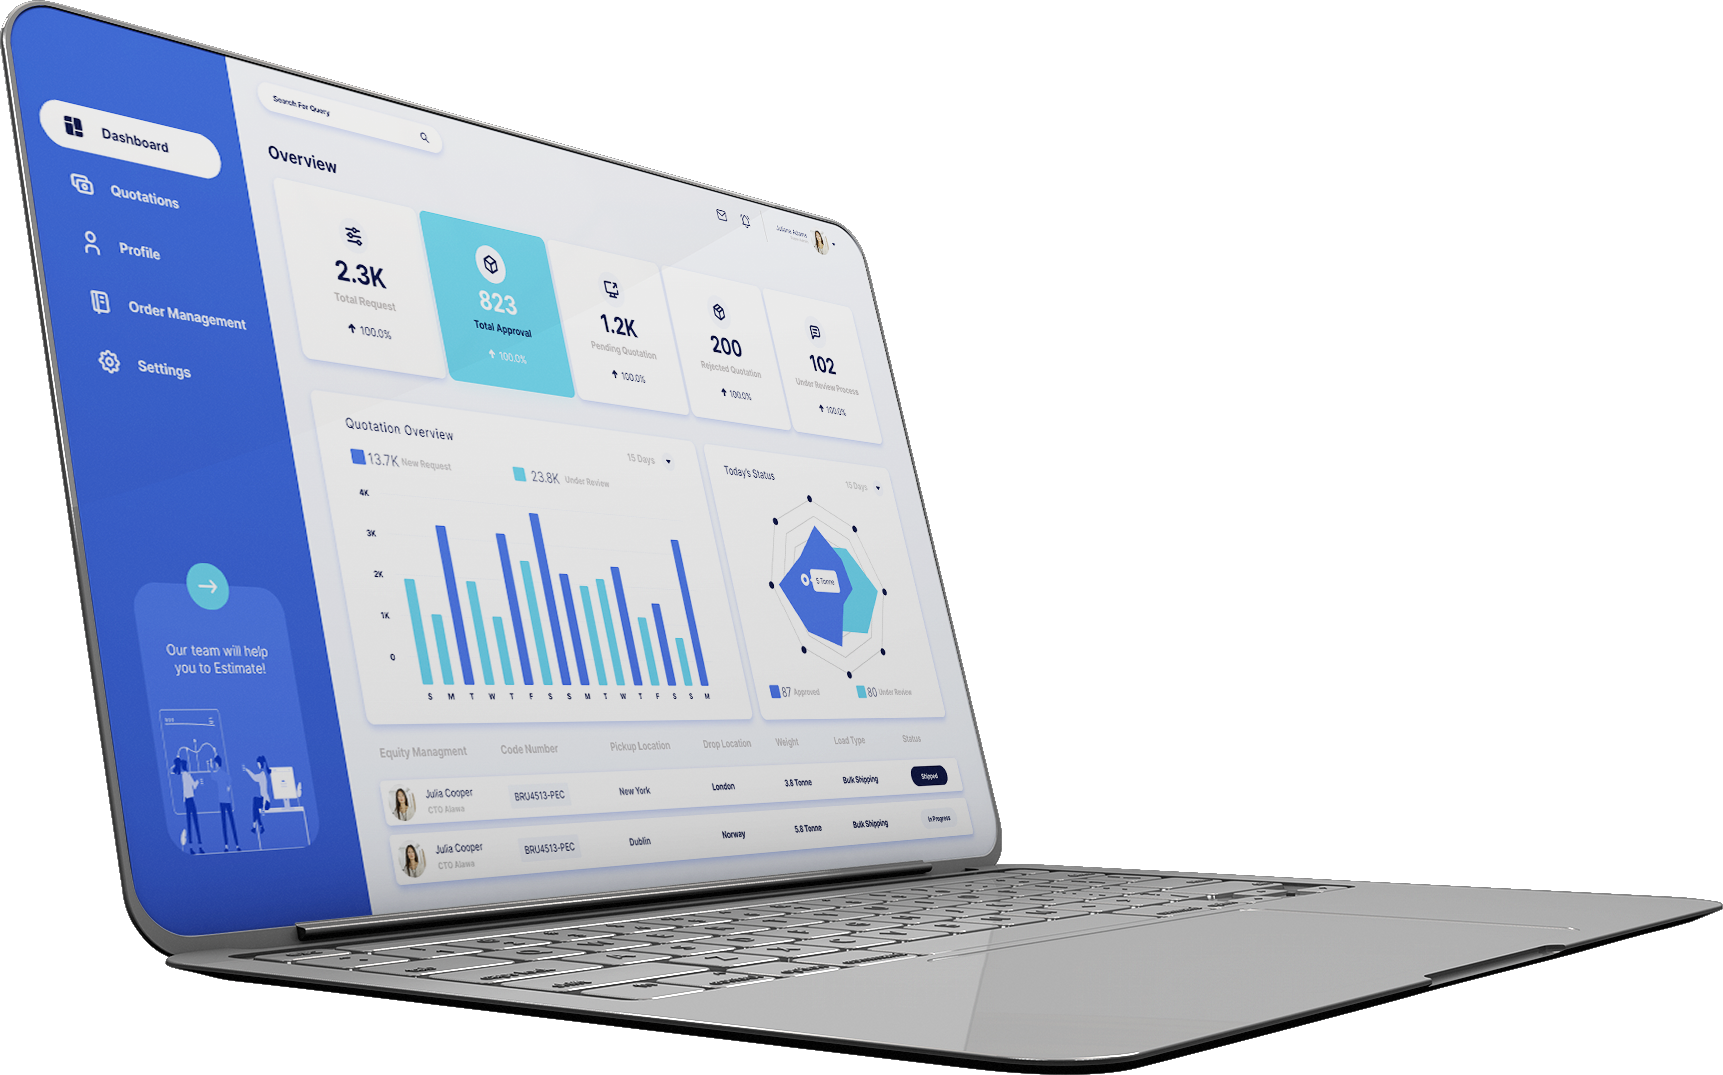 Dashboard
Quotations
Profile
Order Management
Settings
Our team will help
you to Estimate!
Search For Query
Overview
2.3K
Total Request
100.0%
823
Total Approval
100.0%
1.2K
Pending Quotation
100.0%
200
Rejected Quotation
100.0%
102
Under Review Process
100.0%
Quotation Overview
13.7K New Request
23.8K Under Review
15 Days
4K
3K
2K
1K
0
S M T W T F S S M T W T F S S M
Today's Status
15 Days
5 Tonne
87 Approved
80 Under Review
Equity Managment Code Number Pickup Location Drop Location Weight Load Type Status
Julia Cooper BRU4513-PEC New York London 3.8 Tonne Bulk Shipping Shipped
CTO Alawa
Julia Cooper BRU4513-PEC Dublin Norway 5.8 Tonne Bulk Shipping In Progress
CTO Alawa